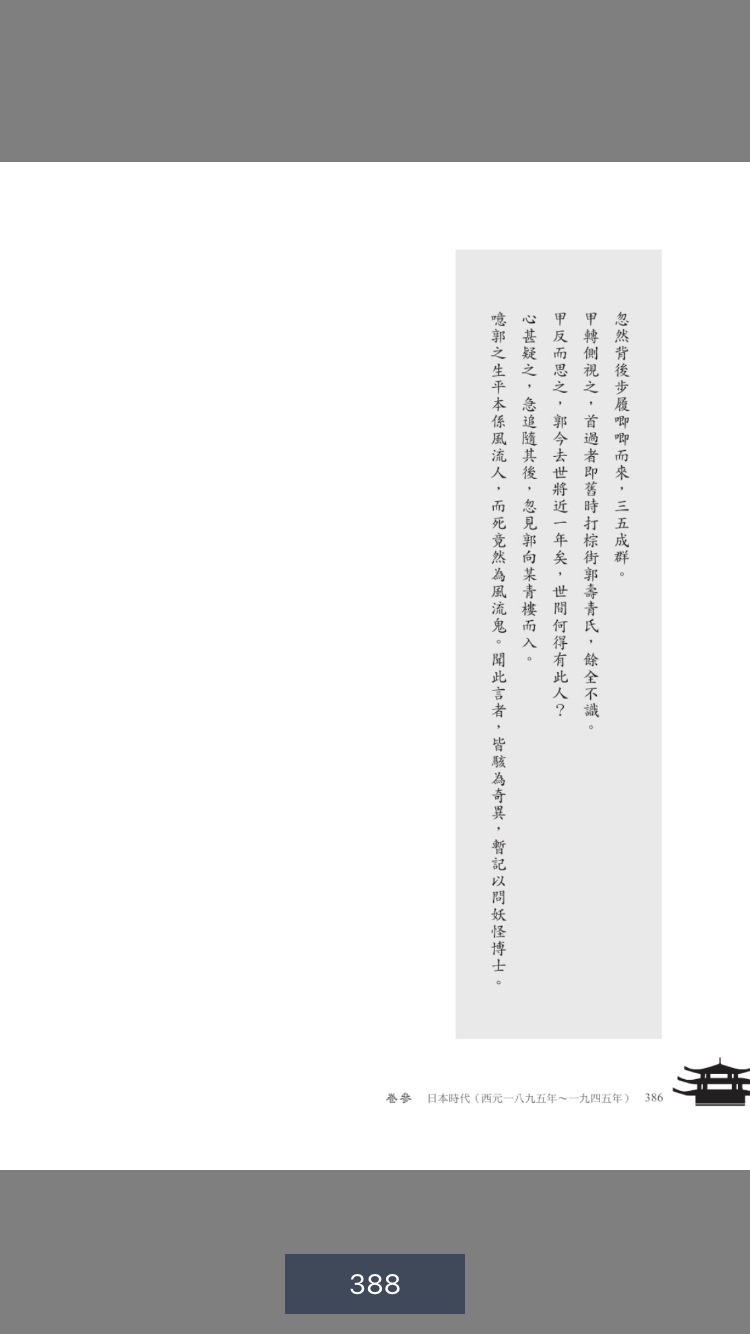 忽然背後步履唧唧而來，三五成群。
甲轉側視之，首過者即舊時打棕街郭壽青氏，餘全不識。
甲反而思之，郭今去世將近一年矣，世間何得有此人？
心甚疑之，急追隨其後，忽見郭向某青樓而入。
噫郭之生平本係風流人，而死竟然為風流鬼。聞此言者，皆駭為奇異，暫記以問妖怪博士。
卷參　日本時代（西元一八九五年～一九四五年）　386
388